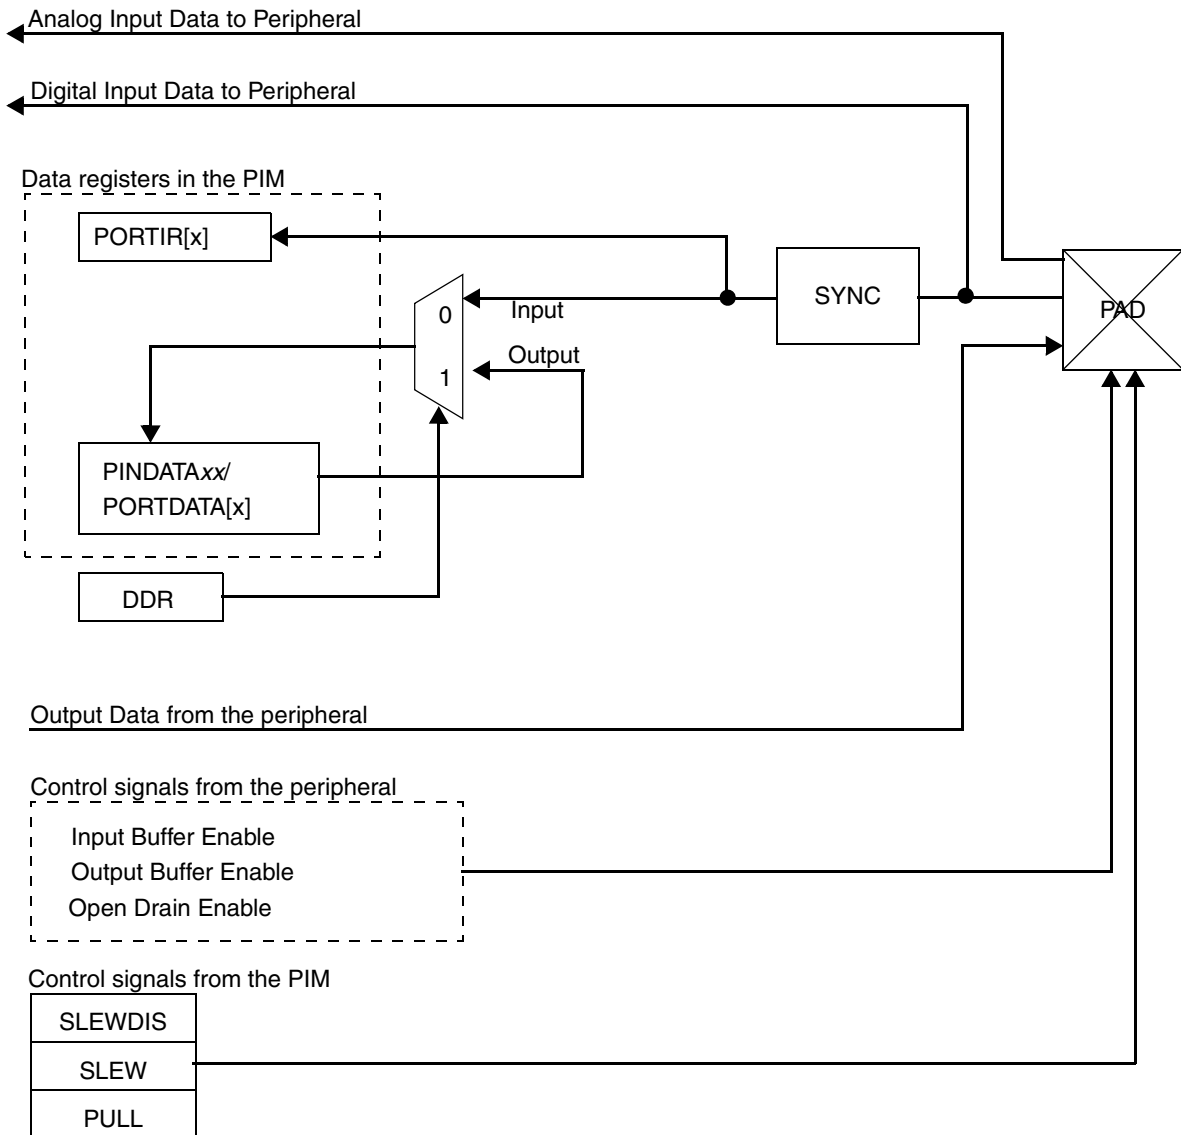 Analog Input Data to Peripheral
Digital Input Data to Peripheral
Data registers in the PIM
PORTIR[x]
SYNC
PAD
0
Input
Output
1
PINDATAxx/
PORTDATA[x]
DDR
Output Data from the peripheral
Control signals from the peripheral
Input Buffer Enable
Output Buffer Enable
Open Drain Enable
Control signals from the PIM
SLEWDIS
SLEW
PULL